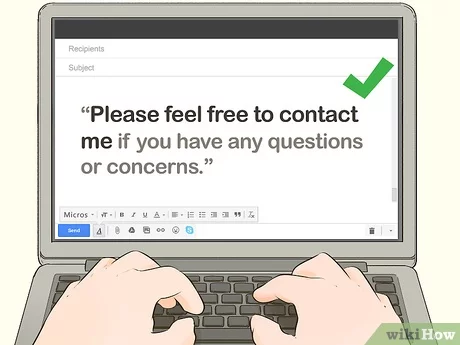 Recipients
Subject
“Please feel free to contact
me if you have any questions
or concerns.”
Micros
Send
wikiHow